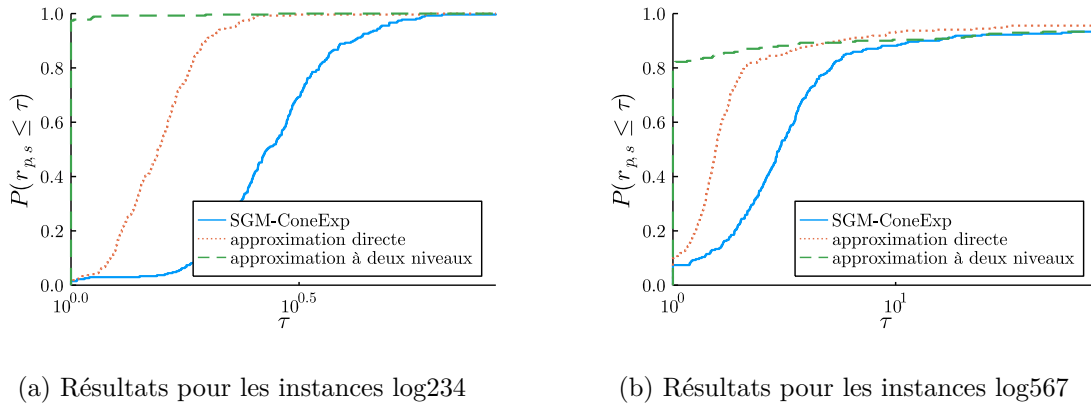 1.0
0.8
0.6
0.4
0.2
0.0
P(r_{p,s} ≤ τ)
SGM-ConeExp
approximation directe
approximation à deux niveaux
10^{0.0}
10^{0.5}
τ
(a) Résultats pour les instances log234
1.0
0.8
0.6
0.4
0.2
0.0
P(r_{p,s} ≤ τ)
SGM-ConeExp
approximation directe
approximation à deux niveaux
10^{0}
10^{1}
τ
(b) Résultats pour les instances log567